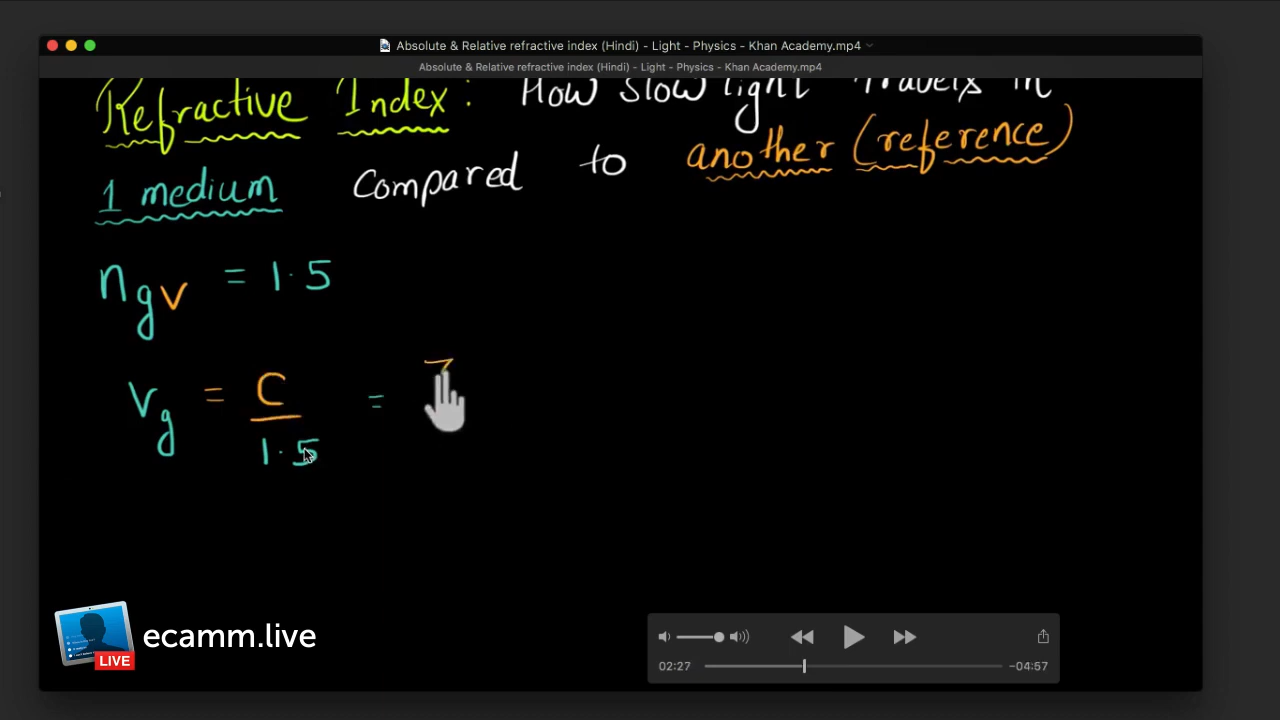 Absolute & Relative refractive index (Hindi) - Light - Physics - Khan Academy.mp4
Absolute & Relative refractive index (Hindi) - Light - Physics - Khan Academy.mp4
Refractive Index: How slow light travels in
1 medium Compared to another (reference)
n_gv = 1.5
v_g = C / 1.5 =
ecamm.live
LIVE
02:27 -04:57